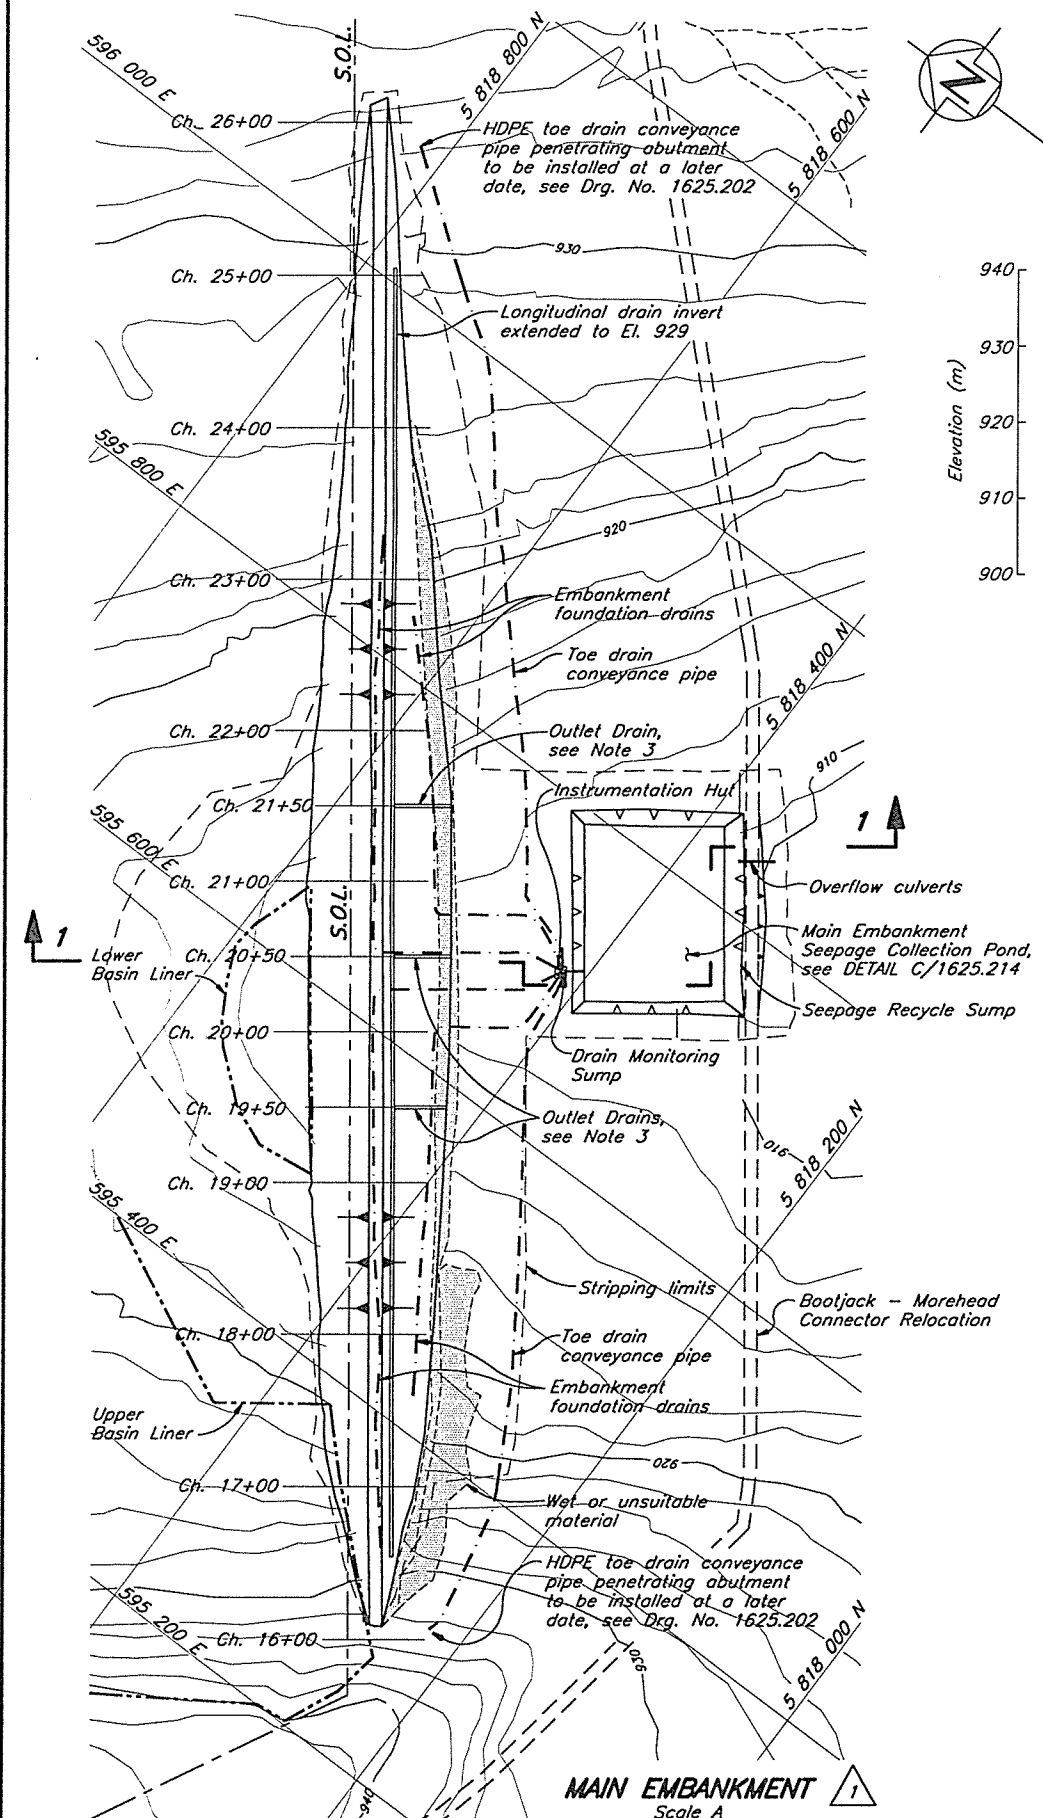 596 000 E
S.O.L.
5 818 800 N
N
Ch. 26+00
HDPE toe drain conveyance
pipe penetrating abutment
to be installed at a later
date, see Drg. No. 1625.202
5 818 600 N
930
Ch. 25+00
940
Longitudinal drain invert
extended to El. 929
930
Elevation (m)
Ch. 24+00
920
595 800 E
910
920
Ch. 23+00
900
Embankment
foundation drains
Toe drain
conveyance pipe
5 818 400 N
Ch. 22+00
Outlet Drain,
see Note 3
910
Instrumentation Hut
Ch. 21+50
1
595 600 E
Ch. 21+00
Overflow culverts
S.O.L.
1
Lower
Basin Liner
Ch. 20+50
Main Embankment
Seepage Collection Pond,
see DETAIL C/1625.214
Seepage Recycle Sump
Ch. 20+00
Drain Monitoring
Sump
Ch. 19+50
Outlet Drains,
see Note 3
910
5 818 200 N
Ch. 19+00
595 400 E
Stripping limits
Bootjack - Morehead
Connector Relocation
Ch. 18+00
Toe drain
conveyance pipe
Embankment
foundation drains
Upper
Basin Liner
920
Ch. 17+00
Wet or unsuitable
material
HDPE toe drain conveyance
pipe penetrating abutment
to be installed at a later
date, see Drg. No. 1625.202
595 200 E
Ch. 16+00
930
5 818 000 N
940
MAIN EMBANKMENT
1
Scale A